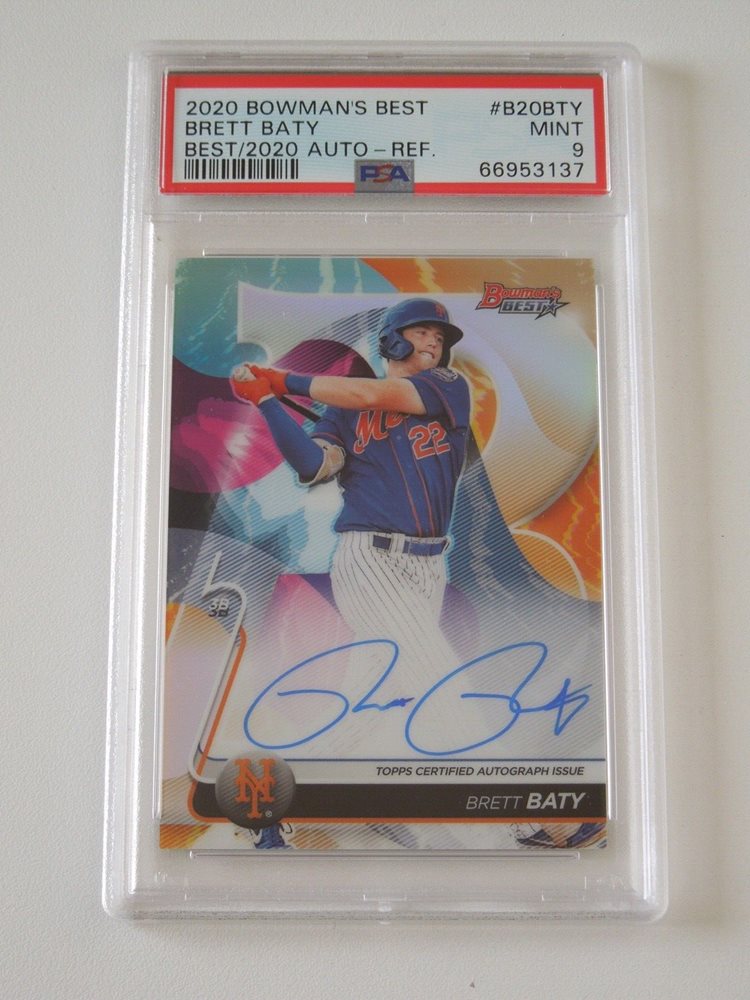 2020 BOWMAN'S BEST #B20BTY
BRETT BATY MINT
BEST/2020 AUTO-REF. 9
PSA 66953137
Bowman's
BEST
Mets
22
3B
TOPPS CERTIFIED AUTOGRAPH ISSUE
NY
BRETT BATY